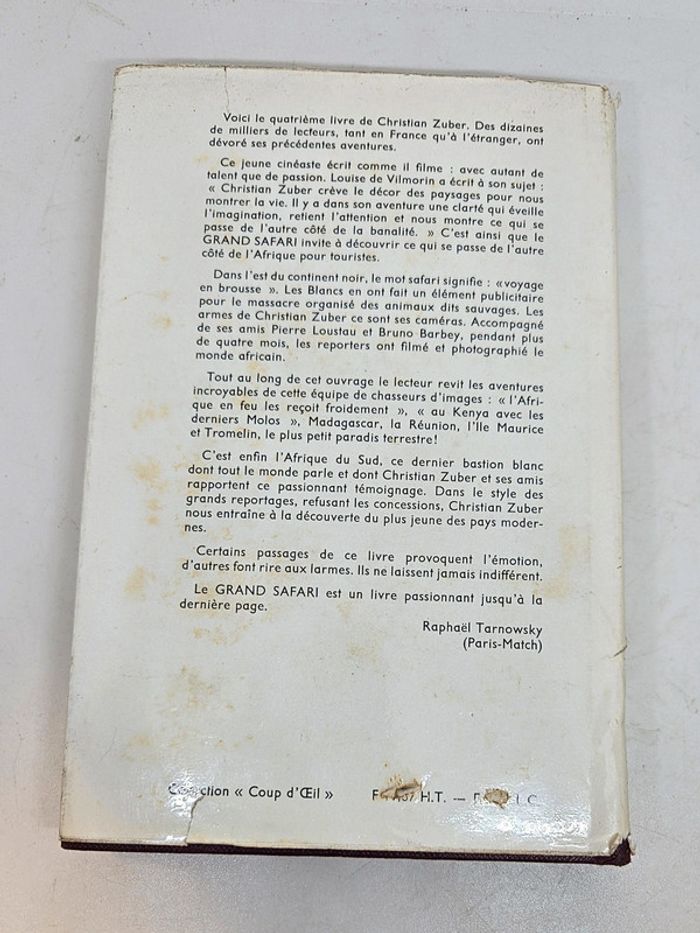 Voici le quatrième livre de Christian Zuber. Des dizaines
de milliers de lecteurs, tant en France qu'à l'étranger, ont
dévoré ses précédentes aventures.
Ce jeune cinéaste écrit comme il filme : avec autant de
talent que de passion. Louise de Vilmorin a écrit à son sujet :
« Christian Zuber crève le décor des paysages pour nous
montrer la vie. Il y a dans son aventure une clarté qui éveille
l'imagination, retient l'attention et nous montre ce qui se
passe de l'autre côté de la banalité. » C'est ainsi que le
GRAND SAFARI invite à découvrir ce qui se passe de l'autre
côté de l'Afrique pour touristes.
Dans l'est du continent noir, le mot safari signifie : « voyage
en brousse ». Les Blancs en ont fait un élément publicitaire
pour le massacre organisé des animaux dits sauvages. Les
armes de Christian Zuber ce sont ses caméras. Accompagné
de ses amis Pierre Loustau et Bruno Barbey, pendant plus
de quatre mois, les reporters ont filmé et photographié le
monde africain.
Tout au long de cet ouvrage le lecteur revit les aventures
incroyables de cette équipe de chasseurs d'images : « l'Afri-
que en feu les reçoit froidement », « au Kenya avec les
derniers Molos », Madagascar, la Réunion, l'Ile Maurice
et Tromelin, le plus petit paradis terrestre!
C'est enfin l'Afrique du Sud, ce dernier bastion blanc
dont tout le monde parle et dont Christian Zuber et ses amis
rapportent ce passionnant témoignage. Dans le style des
grands reportages, refusant les concessions, Christian Zuber
nous entraîne à la découverte du plus jeune des pays moder-
nes.
Certains passages de ce livre provoquent l'émotion,
d'autres font rire aux larmes. Ils ne laissent jamais indifférent.
Le GRAND SAFARI est un livre passionnant jusqu'à la
dernière page.
Raphaël Tarnowsky
(Paris-Match)
Collection « Coup d'Œil »
H.T. —